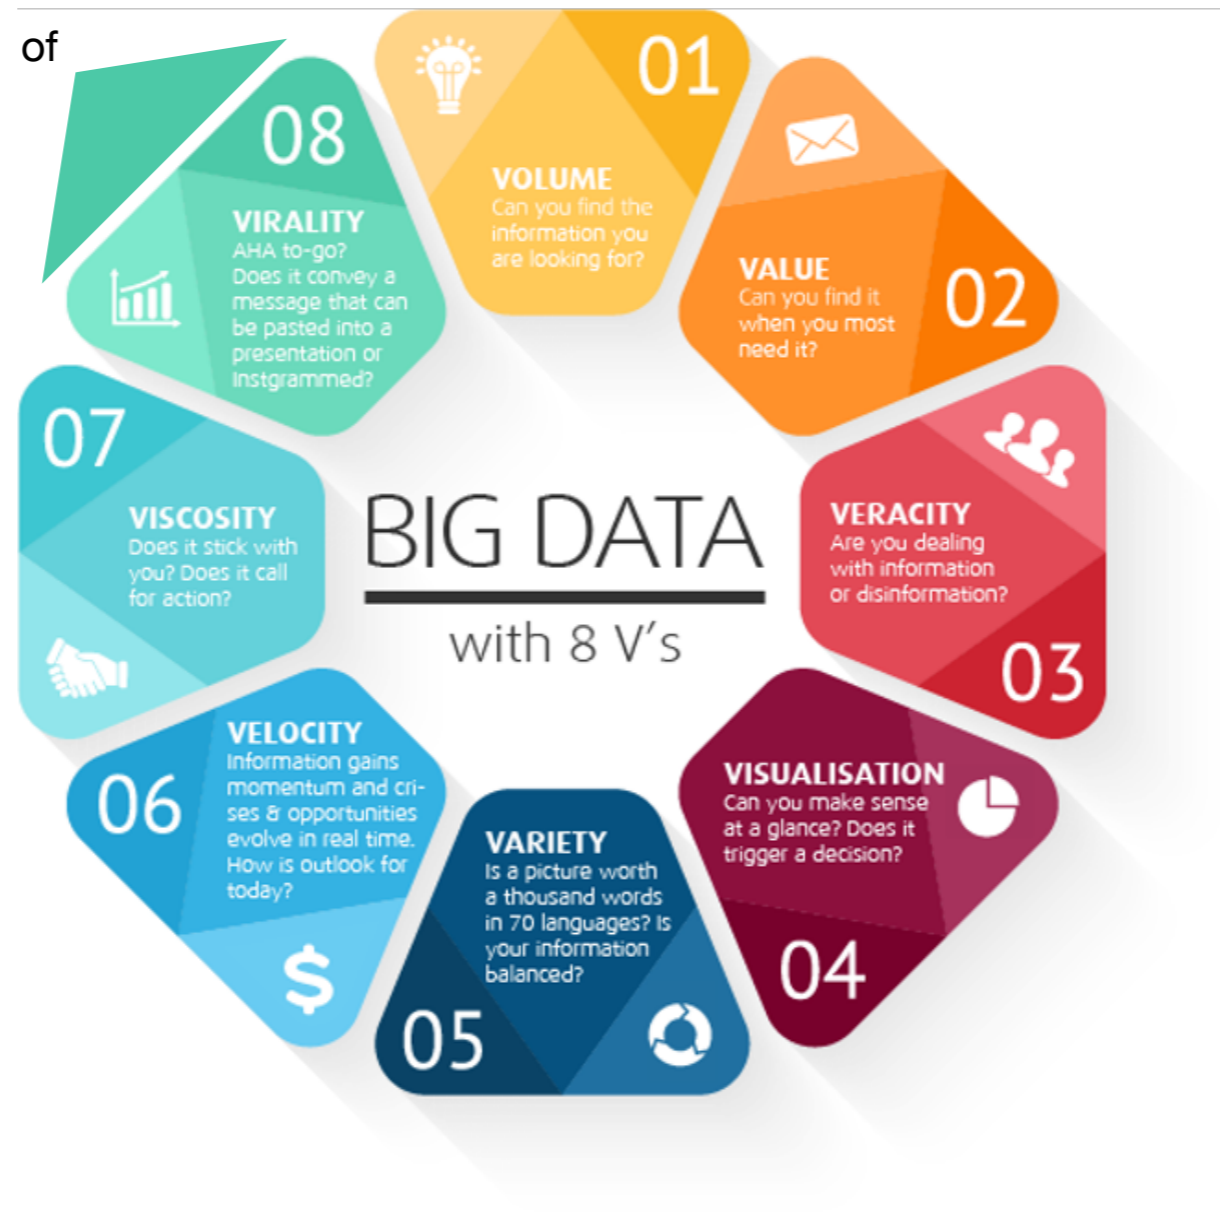 of
01
VOLUME
Can you find the
information you
are looking for?
02
VALUE
Can you find it
when you most
need it?
03
VERACITY
Are you dealing
with information
or disinformation?
04
VISUALISATION
Can you make sense
at a glance? Does it
trigger a decision?
05
VARIETY
Is a picture worth
a thousand words
in 70 languages? Is
your information
balanced?
06
VELOCITY
Information gains
momentum and cri-
ses & opportunities
evolve in real time.
How is outlook for
today?
07
VISCOSITY
Does it stick with
you? Does it call
for action?
08
VIRALITY
AHA to-go?
Does it convey a
message that can
be pasted into a
presentation or
Instgrammed?
BIG DATA
with 8 V's
$